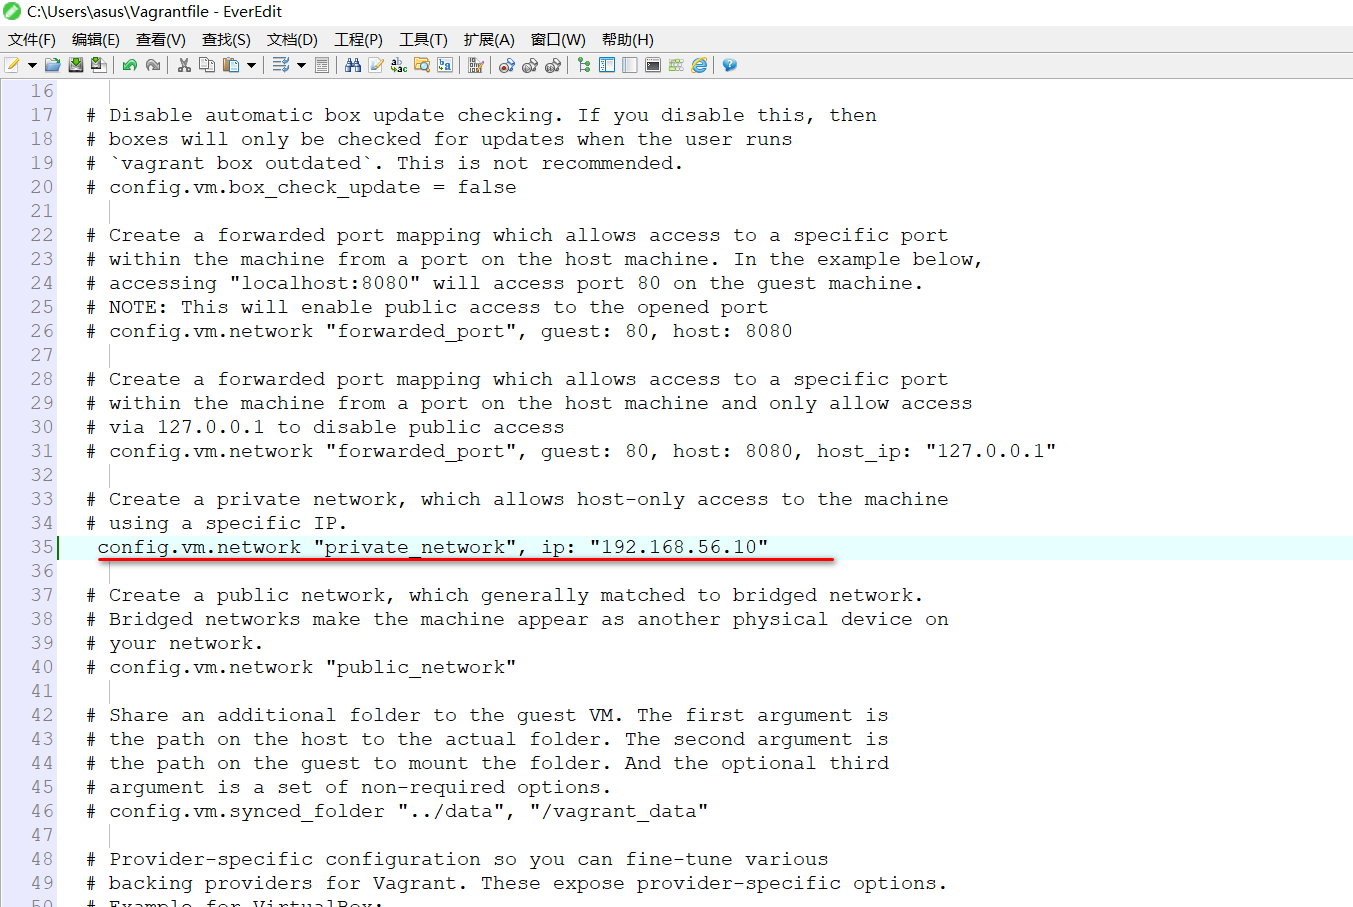 C:\Users\asus\Vagrantfile - EverEdit
文件(F) 编辑(E) 查看(V) 查找(S) 文档(D) 工程(P) 工具(T) 扩展(A) 窗口(W) 帮助(H)
16
17 # Disable automatic box update checking. If you disable this, then
18 # boxes will only be checked for updates when the user runs
19 # `vagrant box outdated`. This is not recommended.
20 # config.vm.box_check_update = false
21
22 # Create a forwarded port mapping which allows access to a specific port
23 # within the machine from a port on the host machine. In the example below,
24 # accessing "localhost:8080" will access port 80 on the guest machine.
25 # NOTE: This will enable public access to the opened port
26 # config.vm.network "forwarded_port", guest: 80, host: 8080
27
28 # Create a forwarded port mapping which allows access to a specific port
29 # within the machine from a port on the host machine and only allow access
30 # via 127.0.0.1 to disable public access
31 # config.vm.network "forwarded_port", guest: 80, host: 8080, host_ip: "127.0.0.1"
32
33 # Create a private network, which allows host-only access to the machine
34 # using a specific IP.
35 config.vm.network "private_network", ip: "192.168.56.10"
36
37 # Create a public network, which generally matched to bridged network.
38 # Bridged networks make the machine appear as another physical device on
39 # your network.
40 # config.vm.network "public_network"
41
42 # Share an additional folder to the guest VM. The first argument is
43 # the path on the host to the actual folder. The second argument is
44 # the path on the guest to mount the folder. And the optional third
45 # argument is a set of non-required options.
46 # config.vm.synced_folder "../data", "/vagrant_data"
47
48 # Provider-specific configuration so you can fine-tune various
49 # backing providers for Vagrant. These expose provider-specific options.
50 # Example for VirtualBox: